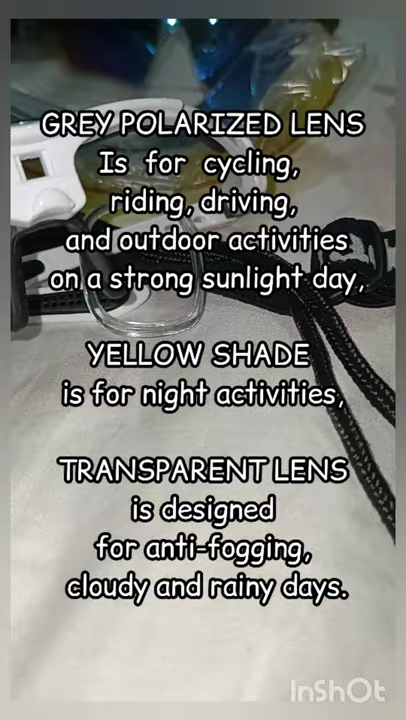 GREY POLARIZED LENS
Is for cycling,
riding, driving,
and outdoor activities
on a strong sunlight day,
YELLOW SHADE
is for night activities,
TRANSPARENT LENS
is designed
for anti-fogging,
cloudy and rainy days.
InShOt